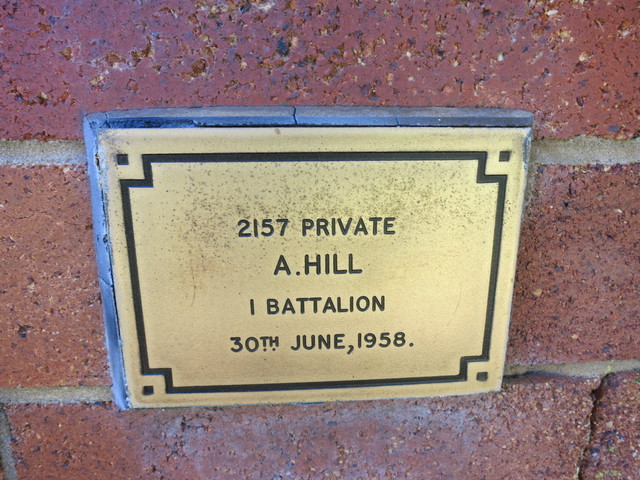 2157 PRIVATE
A. HILL
1 BATTALION
30TH JUNE, 1958.